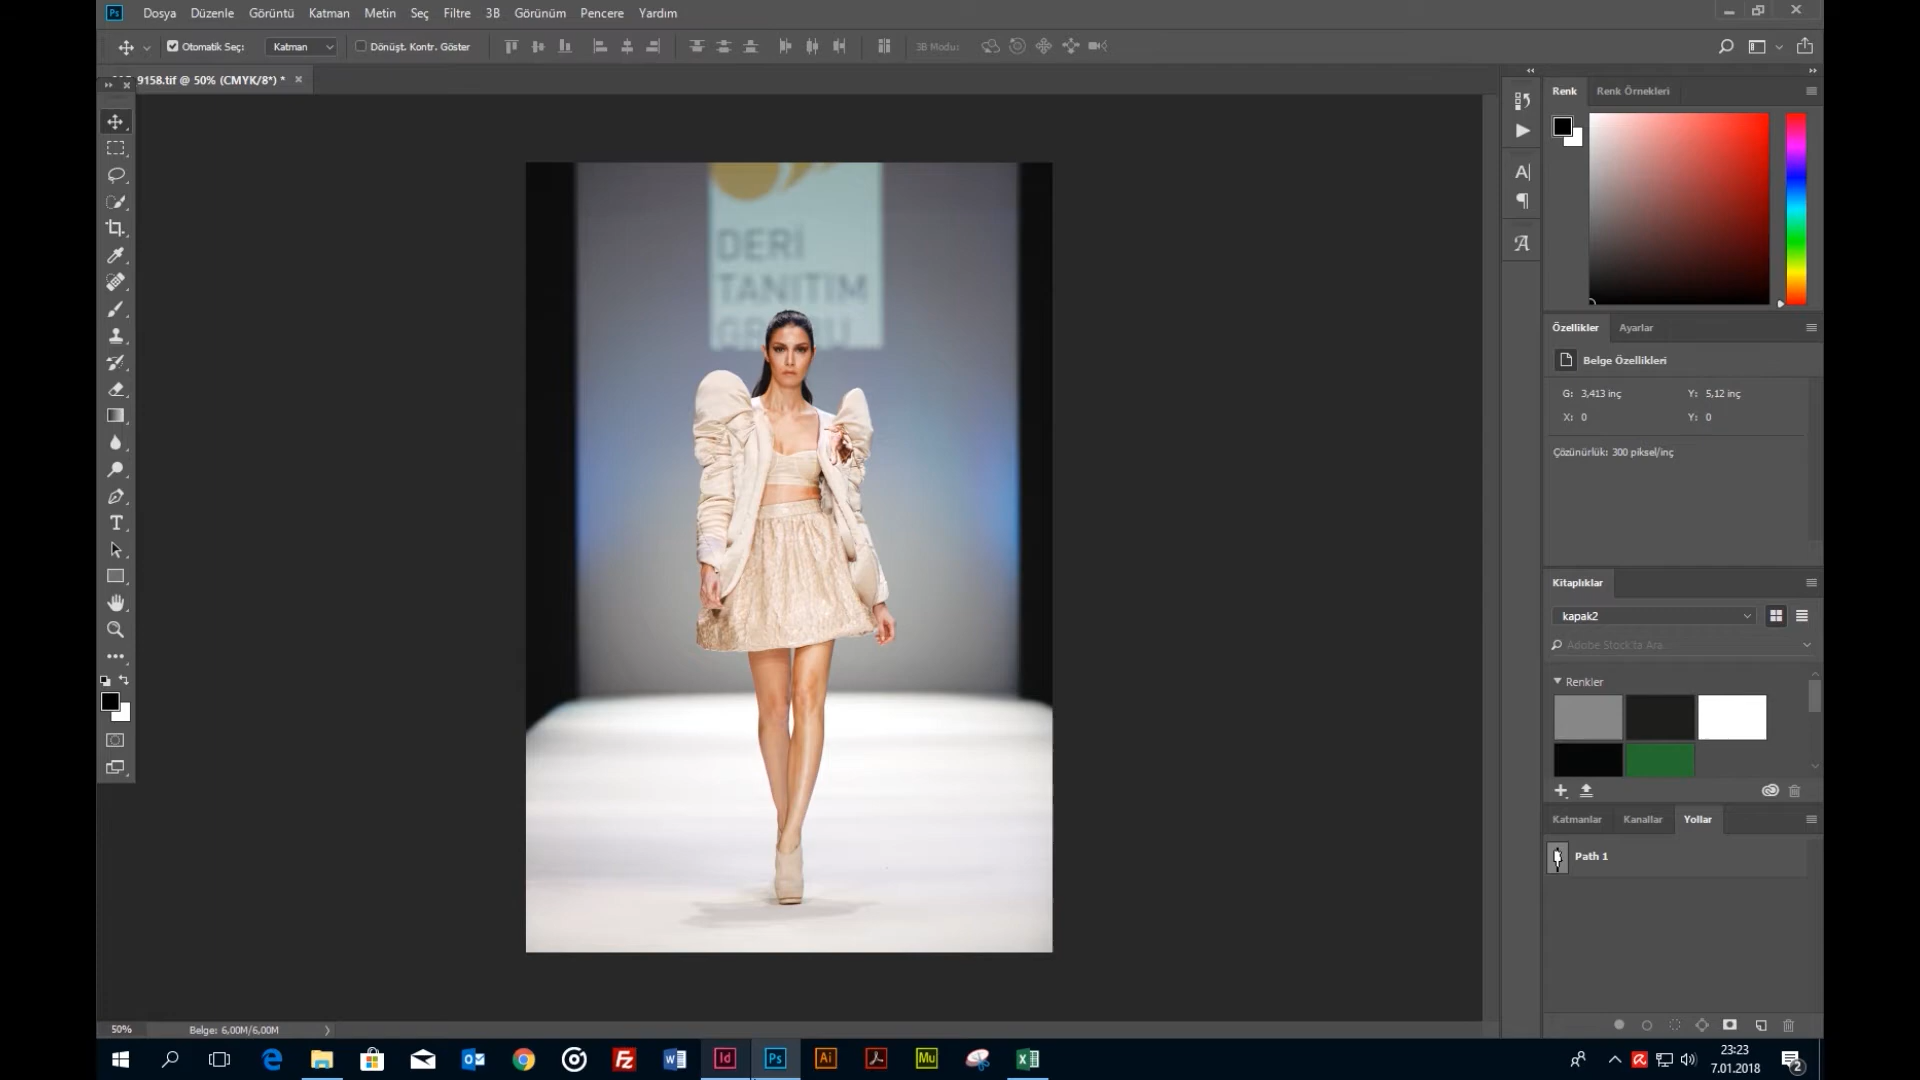 Dosya Düzenle Görüntü Katman Metin Seç Filtre 3B Görünüm Pencere Yardım
Otomatik Seç: Katman Dönüşt. Kontr. Göster 3B Modu:
9158.tif @ 50% (CMYK/8*) *
Renk Renk Örnekleri
DERİ
TANITIM
Özellikler Ayarlar
Belge Özellikleri
G: 3,413 inç Y: 5,12 inç
X: 0 Y: 0
Çözünürlük: 300 piksel/inç
Kitaplıklar
kapak2
Adobe Stock'ta Ara
Renkler
Katmanlar Kanallar Yollar
Path 1
50% Belge: 6,00M/6,00M
23:23
7.01.2018
2